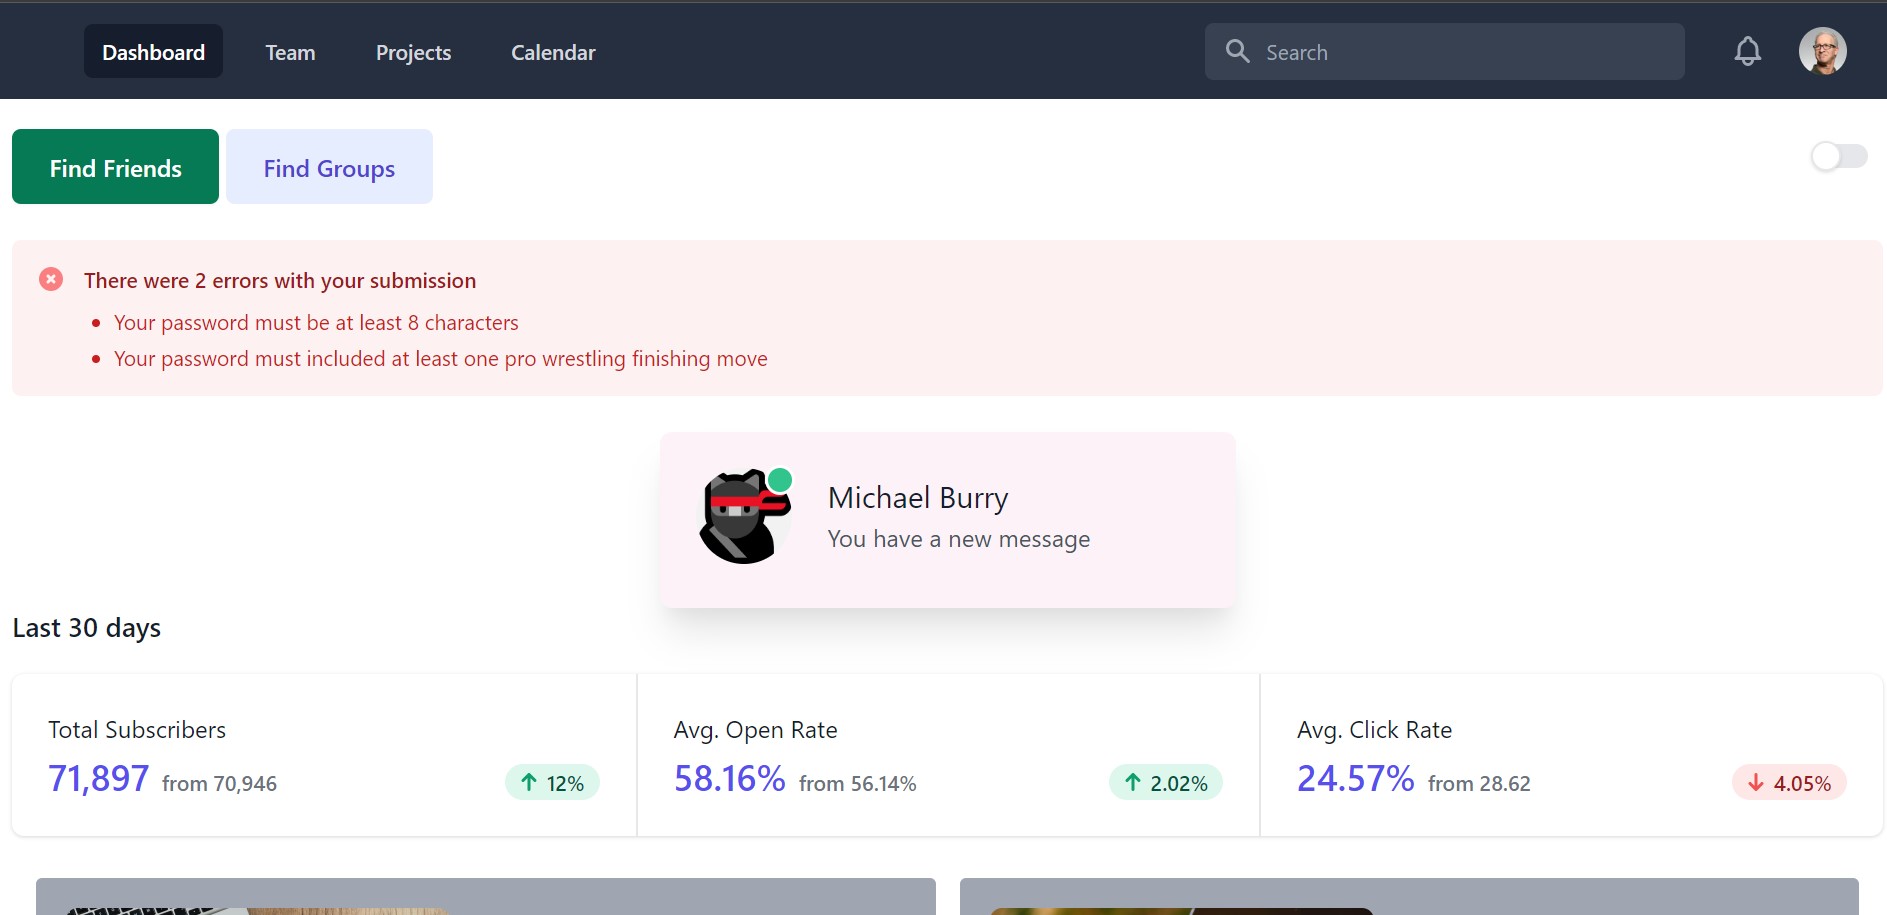 Dashboard Team Projects Calendar Search
Find Friends Find Groups
There were 2 errors with your submission
Your password must be at least 8 characters
Your password must included at least one pro wrestling finishing move
Michael Burry
You have a new message
Last 30 days
Total Subscribers
71,897 from 70,946 12%
Avg. Open Rate
58.16% from 56.14% 2.02%
Avg. Click Rate
24.57% from 28.62 4.05%